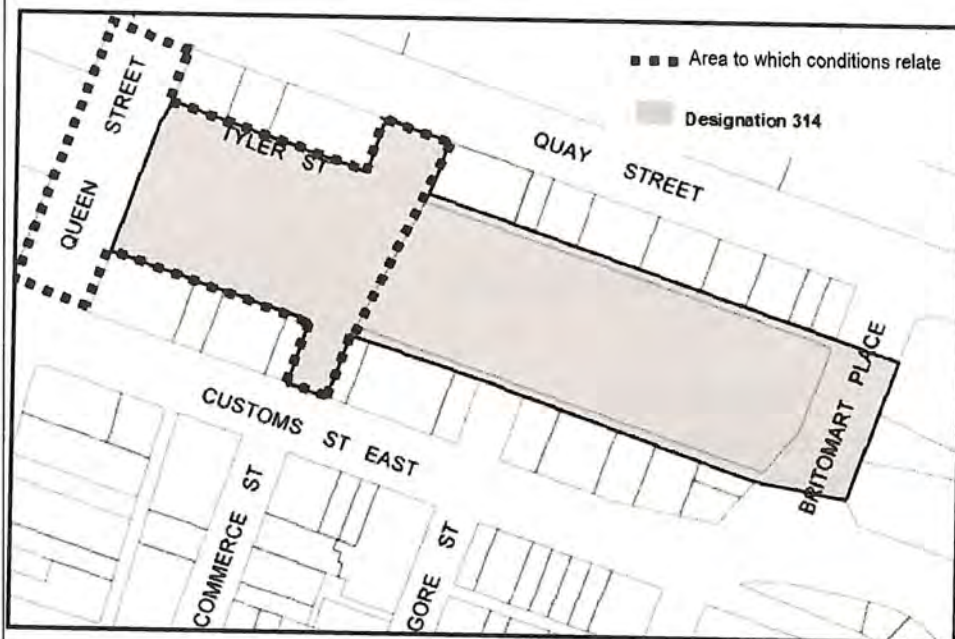 Area to which conditions relate
Designation 314
QUEEN STREET
TYLER ST
QUAY STREET
BRITOMART PLACE
CUSTOMS ST EAST
COMMERCE ST
GORE ST